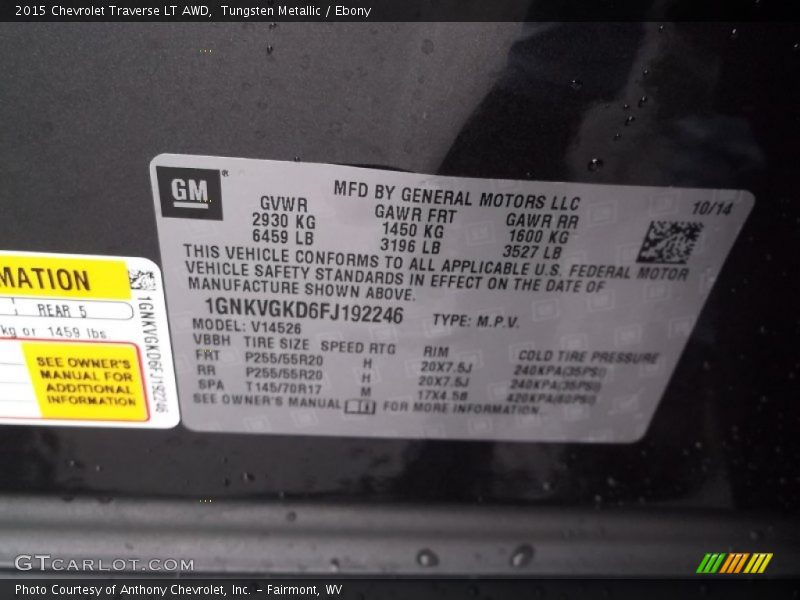 2015 Chevrolet Traverse LT AWD, Tungsten Metallic / Ebony
GM®
MFD BY GENERAL MOTORS LLC
10/14
GVWR GAWR FRT GAWR RR
2930 KG 1450 KG 1600 KG
6459 LB 3196 LB 3527 LB
THIS VEHICLE CONFORMS TO ALL APPLICABLE U.S. FEDERAL MOTOR
VEHICLE SAFETY STANDARDS IN EFFECT ON THE DATE OF
MANUFACTURE SHOWN ABOVE.
1GNKVGKD6FJ192246 TYPE: M.P.V.
MODEL: V14526
VBBH TIRE SIZE SPEED RTG RIM COLD TIRE PRESSURE
FRT P255/55R20 H 20X7.5J 240KPA(35PSI)
RR P255/55R20 H 20X7.5J 240KPA(35PSI)
SPA T145/70R17 M 17X4.5B 420KPA(60PSI)
SEE OWNER'S MANUAL FOR MORE INFORMATION.
MATION
REAR 5
kg or 1459 lbs
SEE OWNER'S
MANUAL FOR
ADDITIONAL
INFORMATION
1GNKVGKD6FJ192246
GTCARLOT.COM
Photo Courtesy of Anthony Chevrolet, Inc. – Fairmont, WV